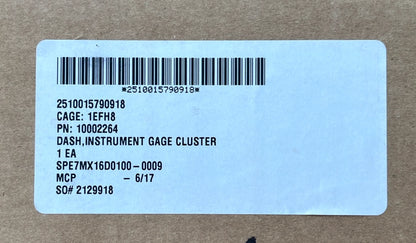 *2510015790918*
2510015790918
CAGE: 1EFH8
PN: 10002264
DASH,INSTRUMENT GAGE CLUSTER
1 EA
SPE7MX16D0100-0009
MCP - 6/17
SO# 2129918